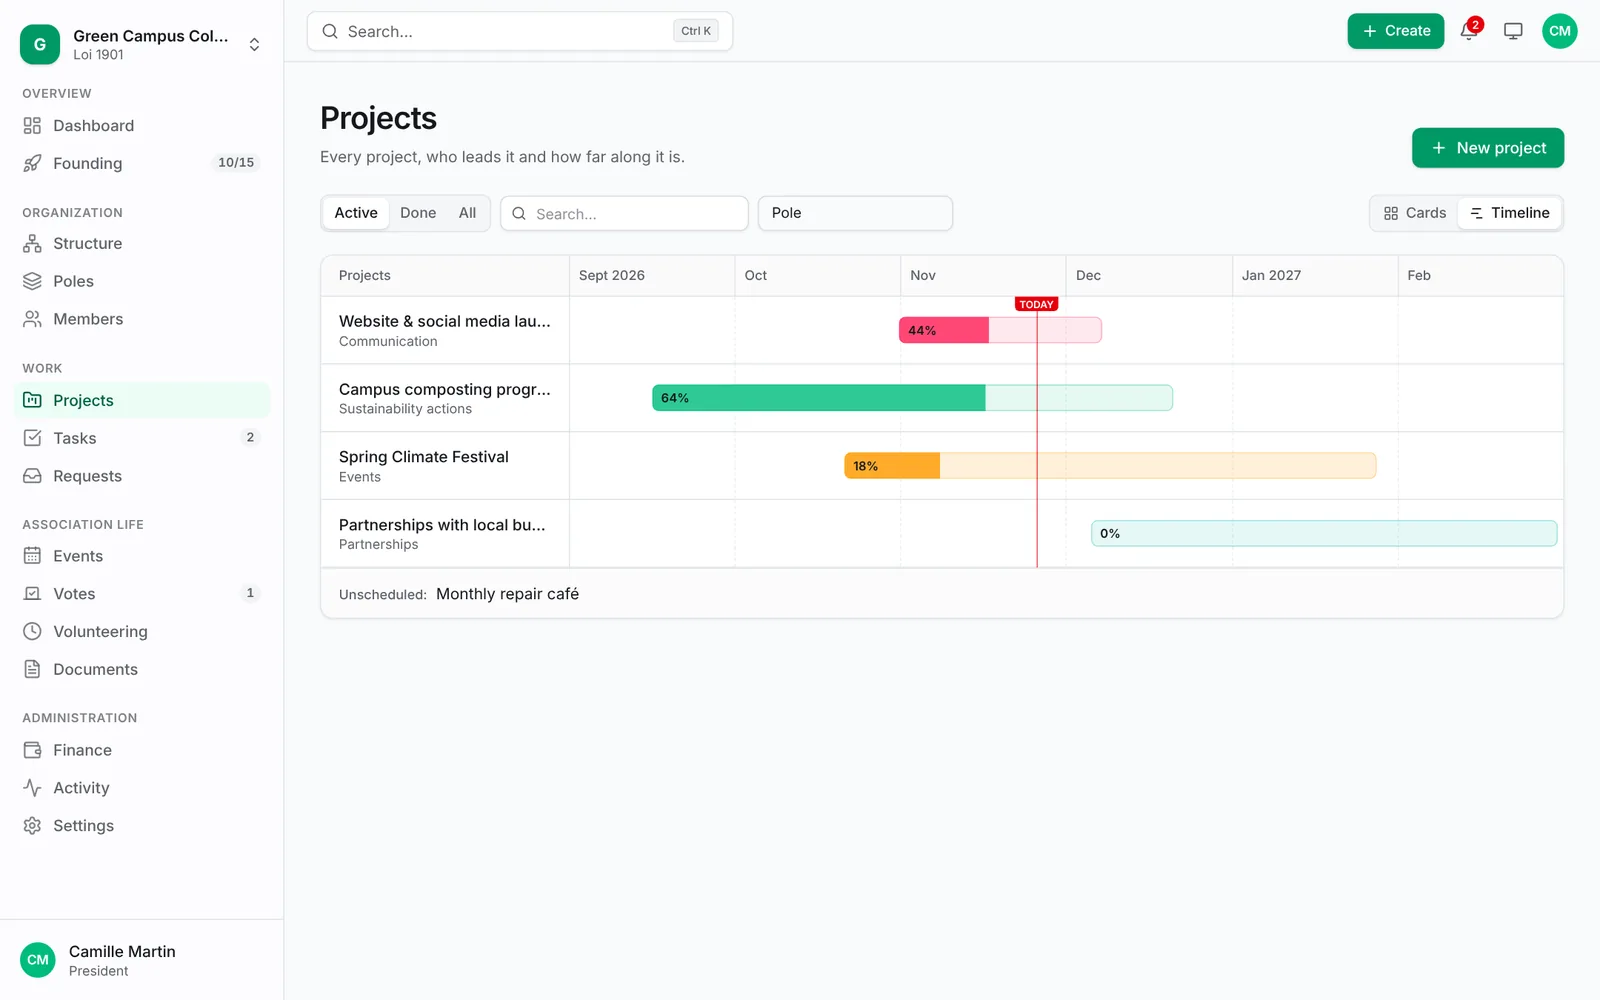 G
Green Campus Col...
Loi 1901
OVERVIEW
Dashboard
Founding 10/15
ORGANIZATION
Structure
Poles
Members
WORK
Projects
Tasks 2
Requests
ASSOCIATION LIFE
Events
Votes 1
Volunteering
Documents
ADMINISTRATION
Finance
Activity
Settings
CM
Camille Martin
President
Search... Ctrl K
+ Create
2
CM
Projects
Every project, who leads it and how far along it is.
+ New project
Active Done All
Search...
Pole
Cards Timeline
Projects Sept 2026 Oct Nov Dec Jan 2027 Feb
TODAY
Website & social media lau...
Communication
44%
Campus composting progr...
Sustainability actions
64%
Spring Climate Festival
Events
18%
Partnerships with local bu...
Partnerships
0%
Unscheduled: Monthly repair café